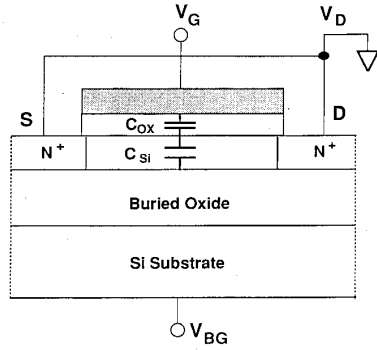 V_G
V_D
S
D
C_OX
N^+
C_Si
N^+
Buried Oxide
Si Substrate
V_BG